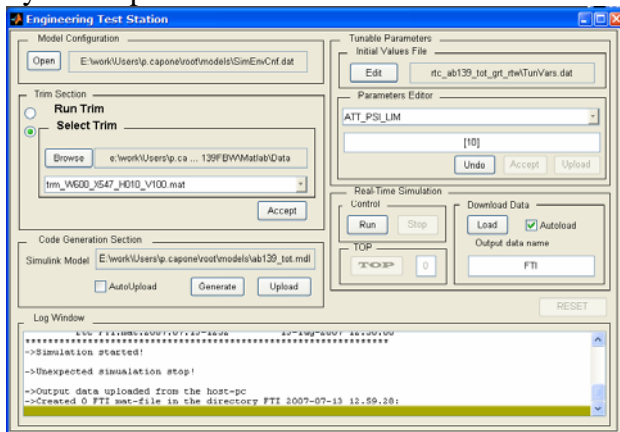 Engineering Test Station
Model Configuration
Open
E:\work\Users\p.capone\root\models\SimEnvCnf.dat
Trim Section
Run Trim
Select Trim
Browse
e:\work\Users\p.ca ... 139FBW\Matlab\Data
trm_W600_X547_H010_V100.mat
Accept
Code Generation Section
Simulink Model
E:\work\Users\p.capone\root\models\ab139_tot.mdl
AutoUpload
Generate
Upload
Tunable Parameters
Initial Values File
Edit
rtc_ab139_tot_grt_rtw\TunVars.dat
Parameters Editor
ATT_PSI_LIM
[10]
Undo
Accept
Upload
Real-Time Simulation
Control
Run
Stop
TOP
TOP
0
Download Data
Load
Autoload
Output data name
FTI
RESET
Log Window
->Simulation started!
->Unexpected simualation stop!
->Output data uploaded from the host-pc
->Created 0 FTI mat-file in the directory FTI 2007-07-13 12.59.28: